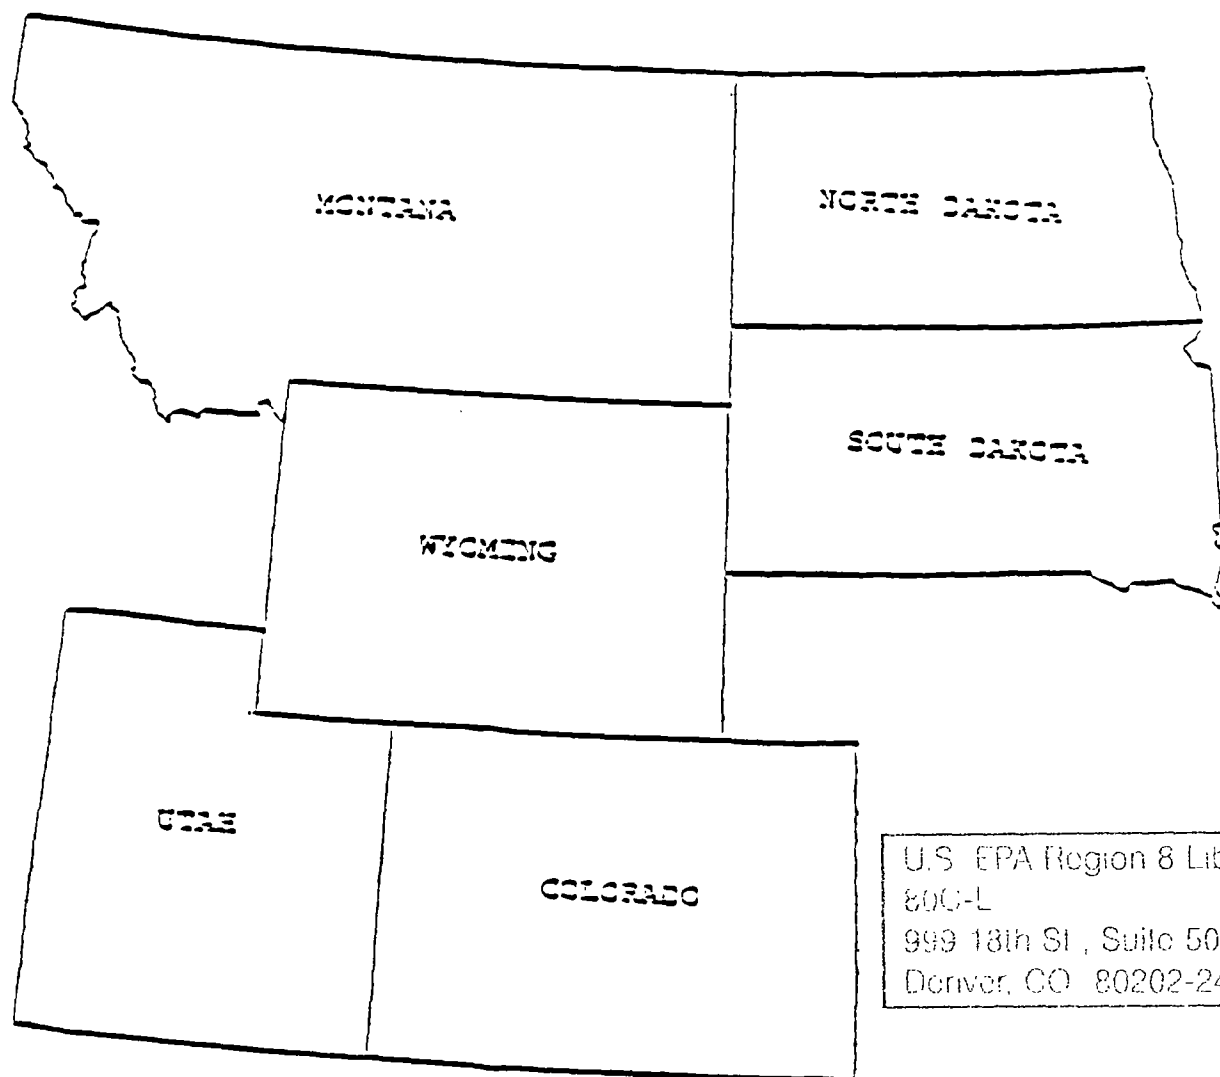 MONTANA
NORTH DAKOTA
SOUTH DAKOTA
WYOMING
UTAH
COLORADO
U.S EPA Region 8 Lib
80C-L
999 18th St, Suite 50
Denver, CO 80202-24